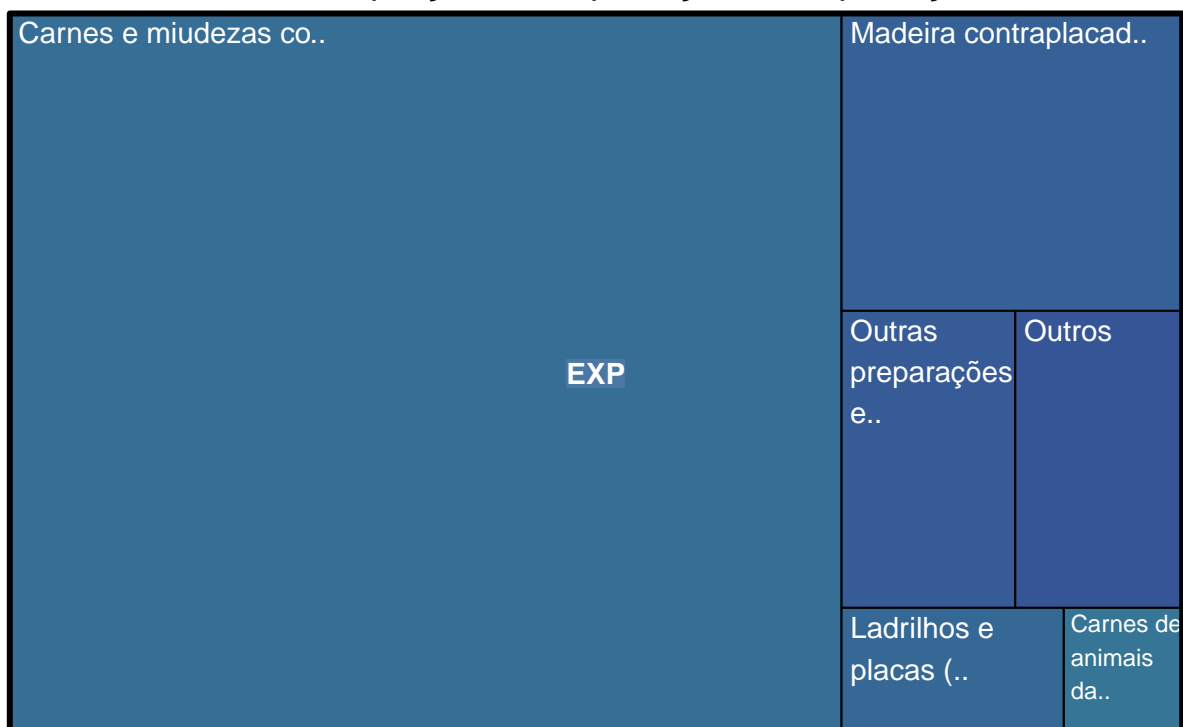 Carnes e miudezas co..
Madeira contraplacad..
Outras
preparações
e..
Outros
EXP
Ladrilhos e
placas (..
Carnes de
animais
da..